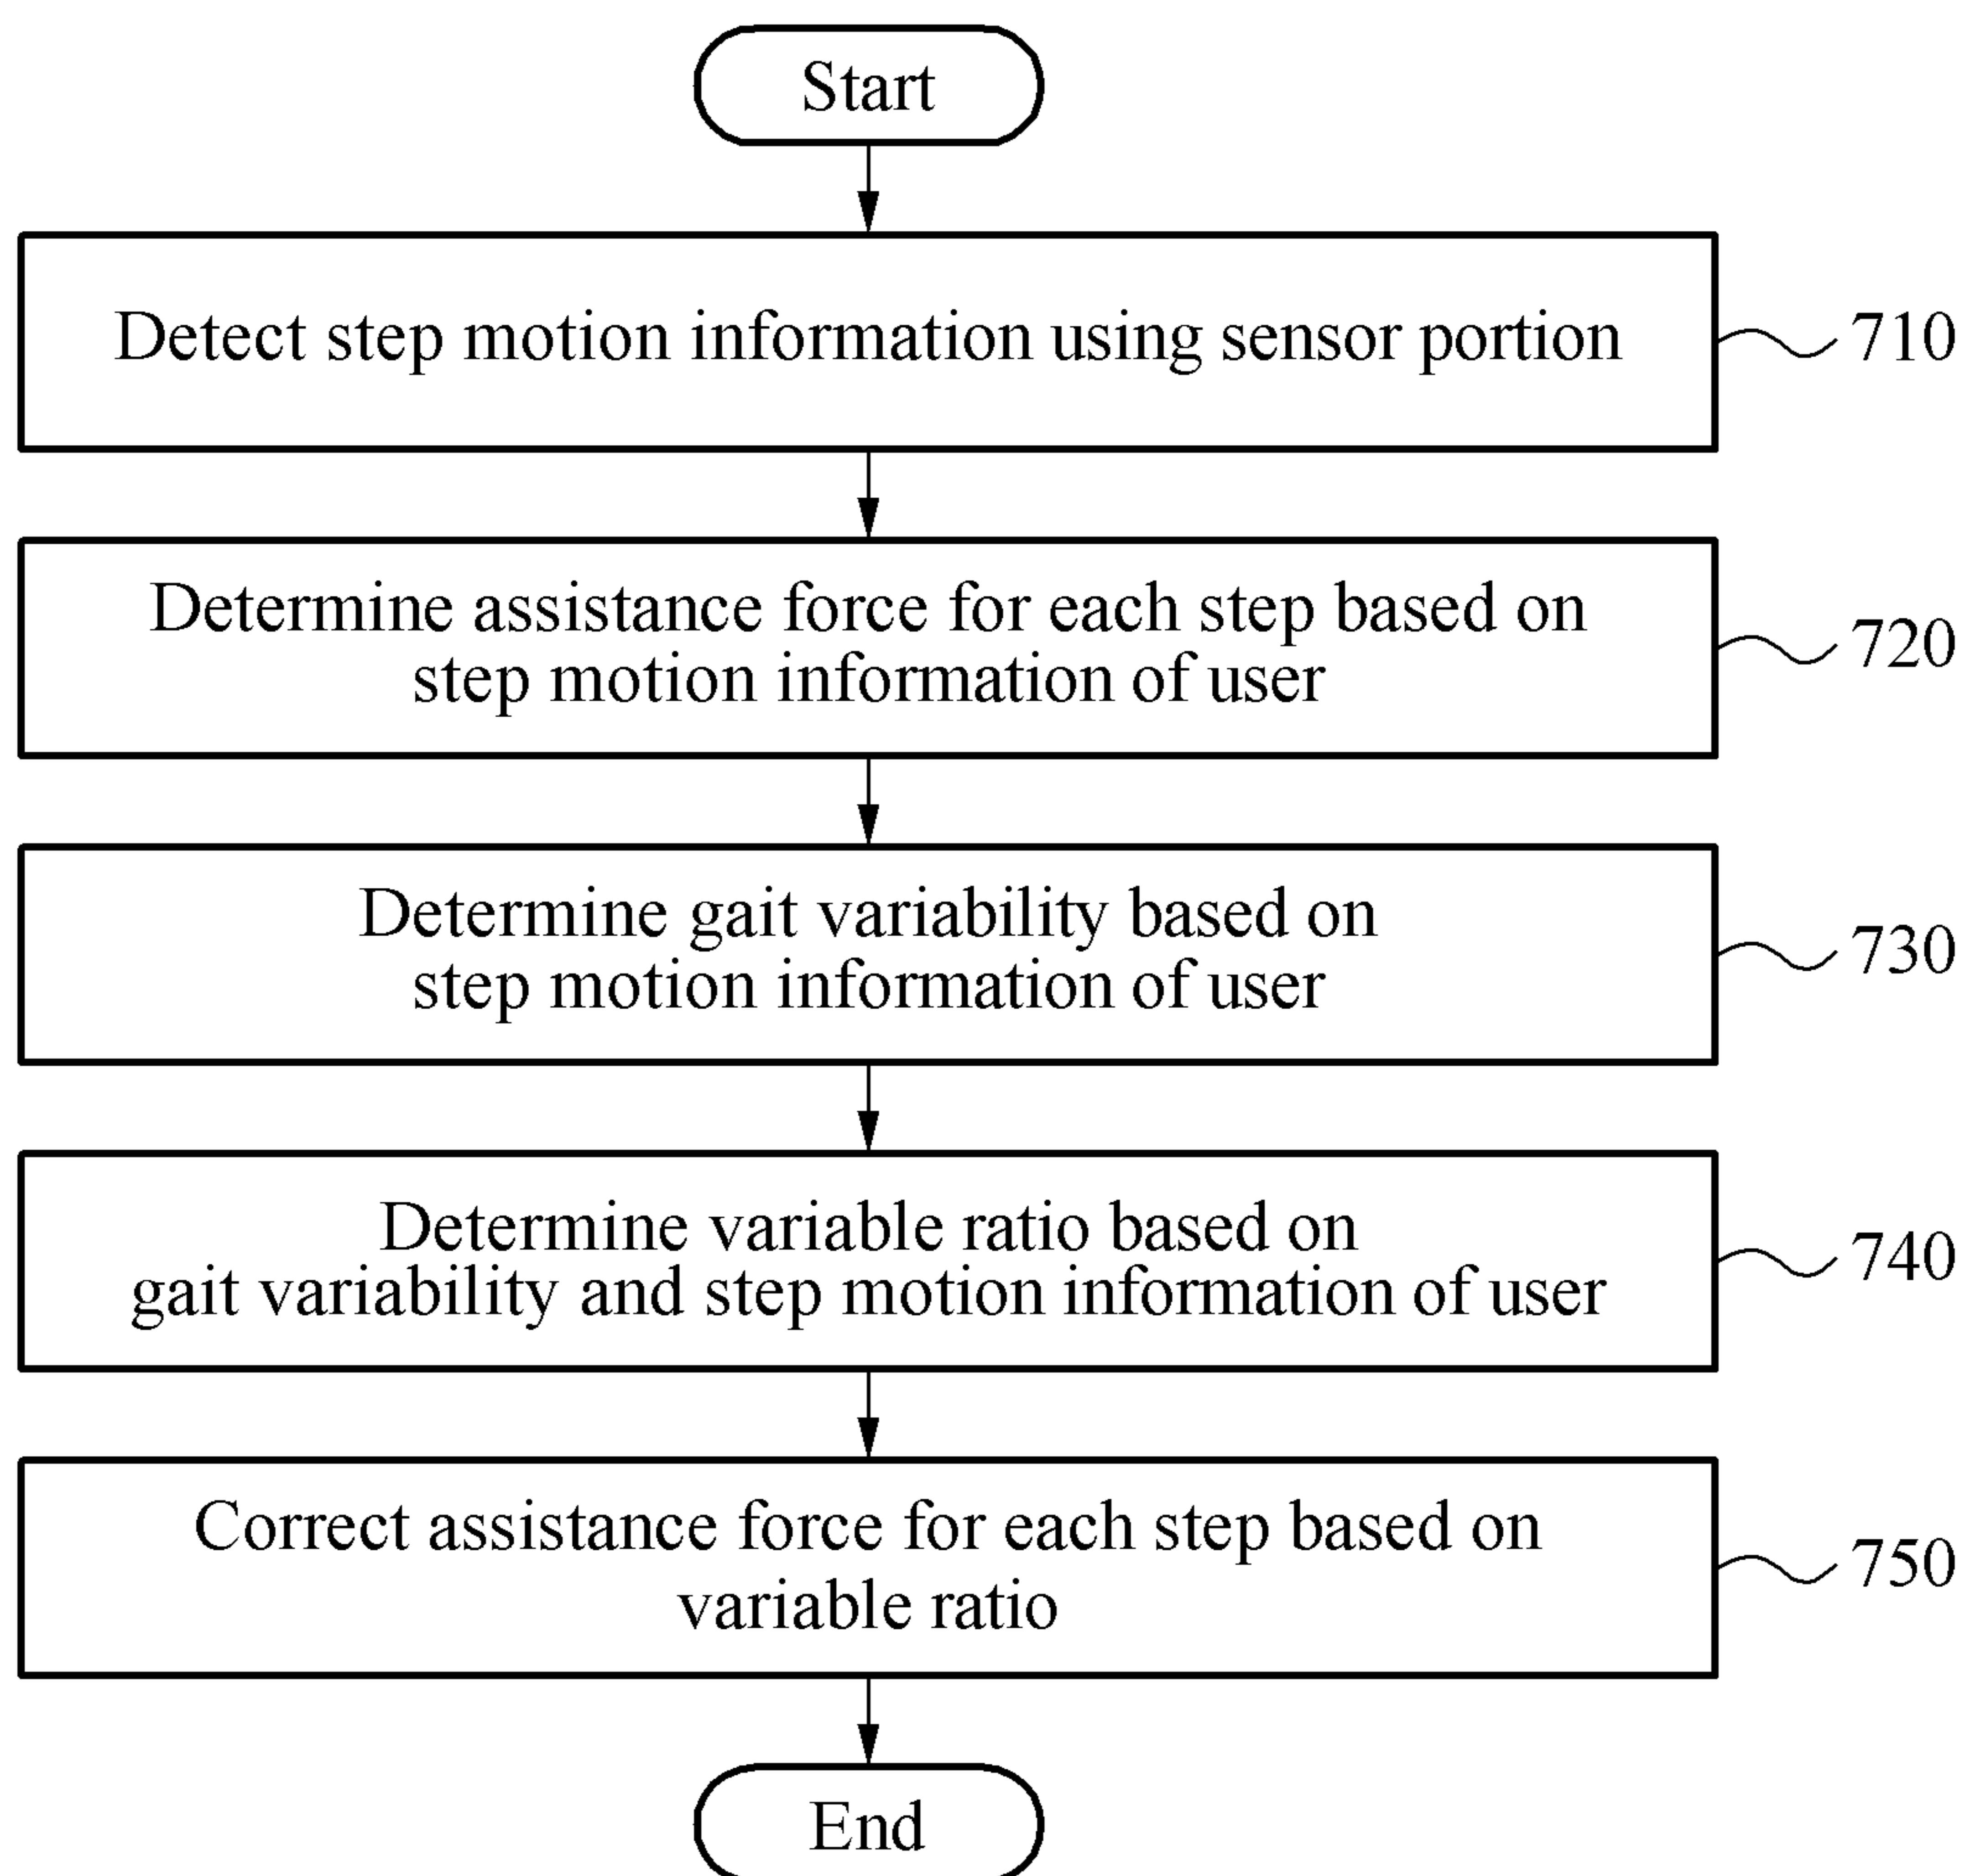 Start
Detect step motion information using sensor portion
710
Determine assistance force for each step based on
step motion information of user
720
Determine gait variability based on
step motion information of user
730
Determine variable ratio based on
gait variability and step motion information of user
740
Correct assistance force for each step based on
variable ratio
750
End